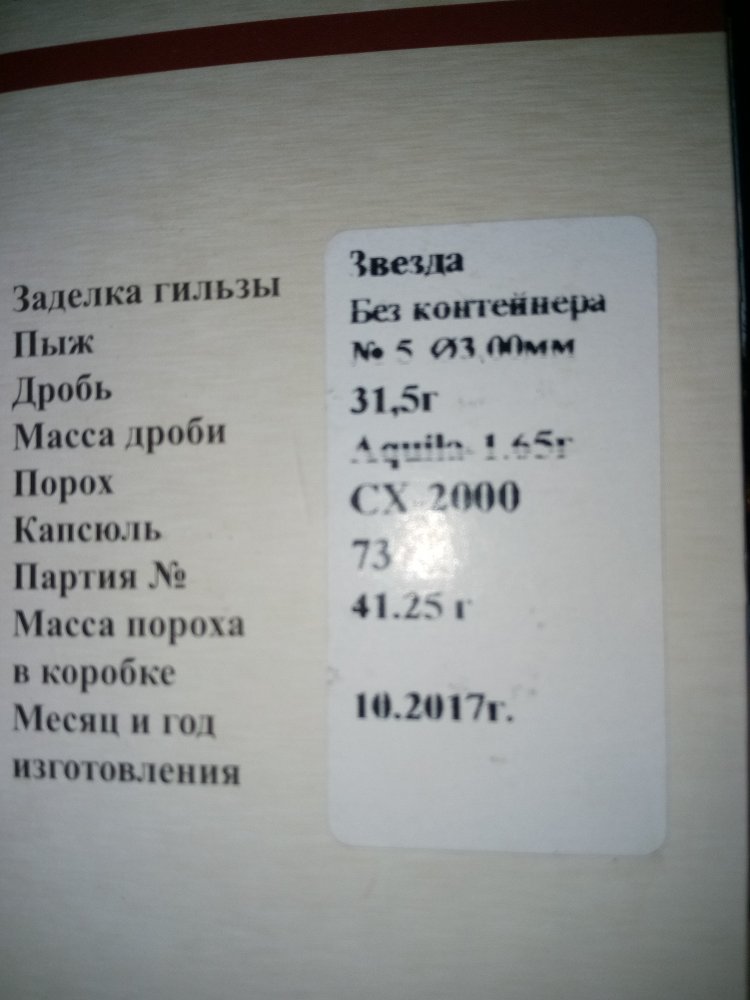 Заделка гильзы Звезда
Пыж Без контейнера
Дробь № 5 Ø3,00мм
Масса дроби 31,5г
Порох Aquila 1.65г
Капсюль CX 2000
Партия № 73
Масса пороха 41.25 г
в коробке
Месяц и год 10.2017г.
изготовления